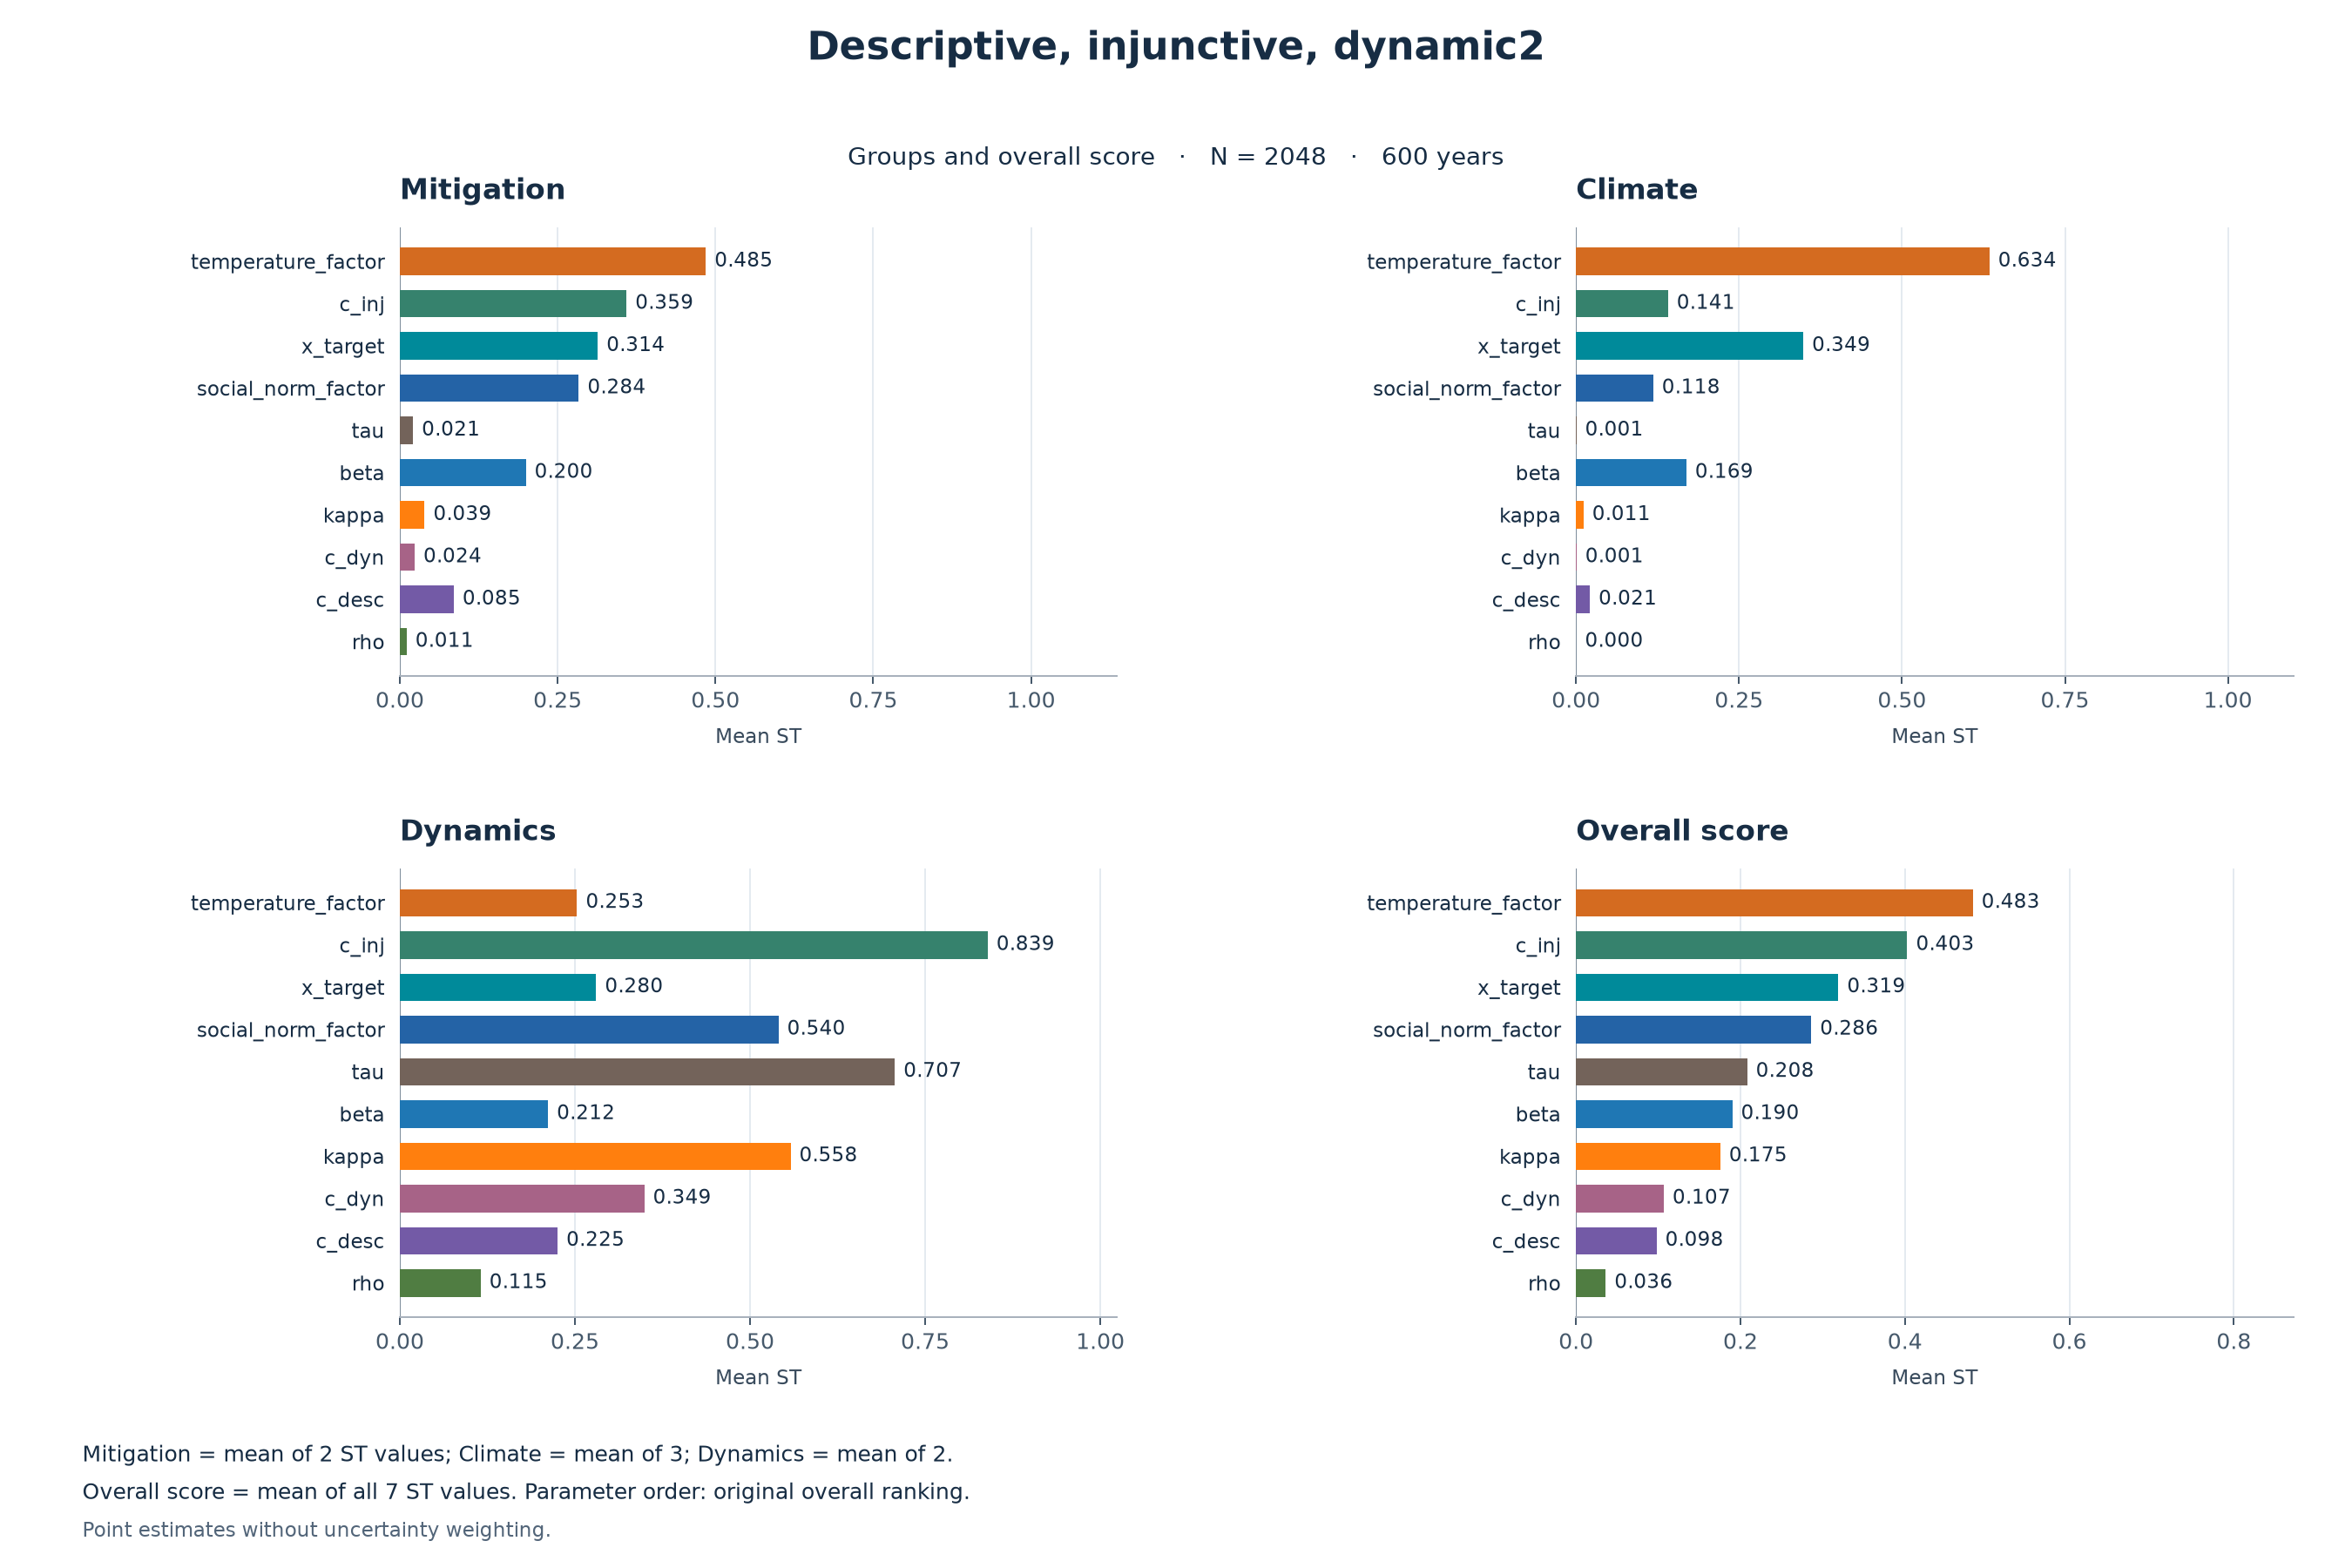 Descriptive, injunctive, dynamic2
Groups and overall score · N = 2048 · 600 years
Mitigation
temperature_factor 0.485
c_inj 0.359
x_target 0.314
social_norm_factor 0.284
tau 0.021
beta 0.200
kappa 0.039
c_dyn 0.024
c_desc 0.085
rho 0.011
0.00 0.25 0.50 0.75 1.00
Mean ST
Climate
temperature_factor 0.634
c_inj 0.141
x_target 0.349
social_norm_factor 0.118
tau 0.001
beta 0.169
kappa 0.011
c_dyn 0.001
c_desc 0.021
rho 0.000
0.00 0.25 0.50 0.75 1.00
Mean ST
Dynamics
temperature_factor 0.253
c_inj 0.839
x_target 0.280
social_norm_factor 0.540
tau 0.707
beta 0.212
kappa 0.558
c_dyn 0.349
c_desc 0.225
rho 0.115
0.00 0.25 0.50 0.75 1.00
Mean ST
Overall score
temperature_factor 0.483
c_inj 0.403
x_target 0.319
social_norm_factor 0.286
tau 0.208
beta 0.190
kappa 0.175
c_dyn 0.107
c_desc 0.098
rho 0.036
0.0 0.2 0.4 0.6 0.8
Mean ST
Mitigation = mean of 2 ST values; Climate = mean of 3; Dynamics = mean of 2.
Overall score = mean of all 7 ST values. Parameter order: original overall ranking.
Point estimates without uncertainty weighting.